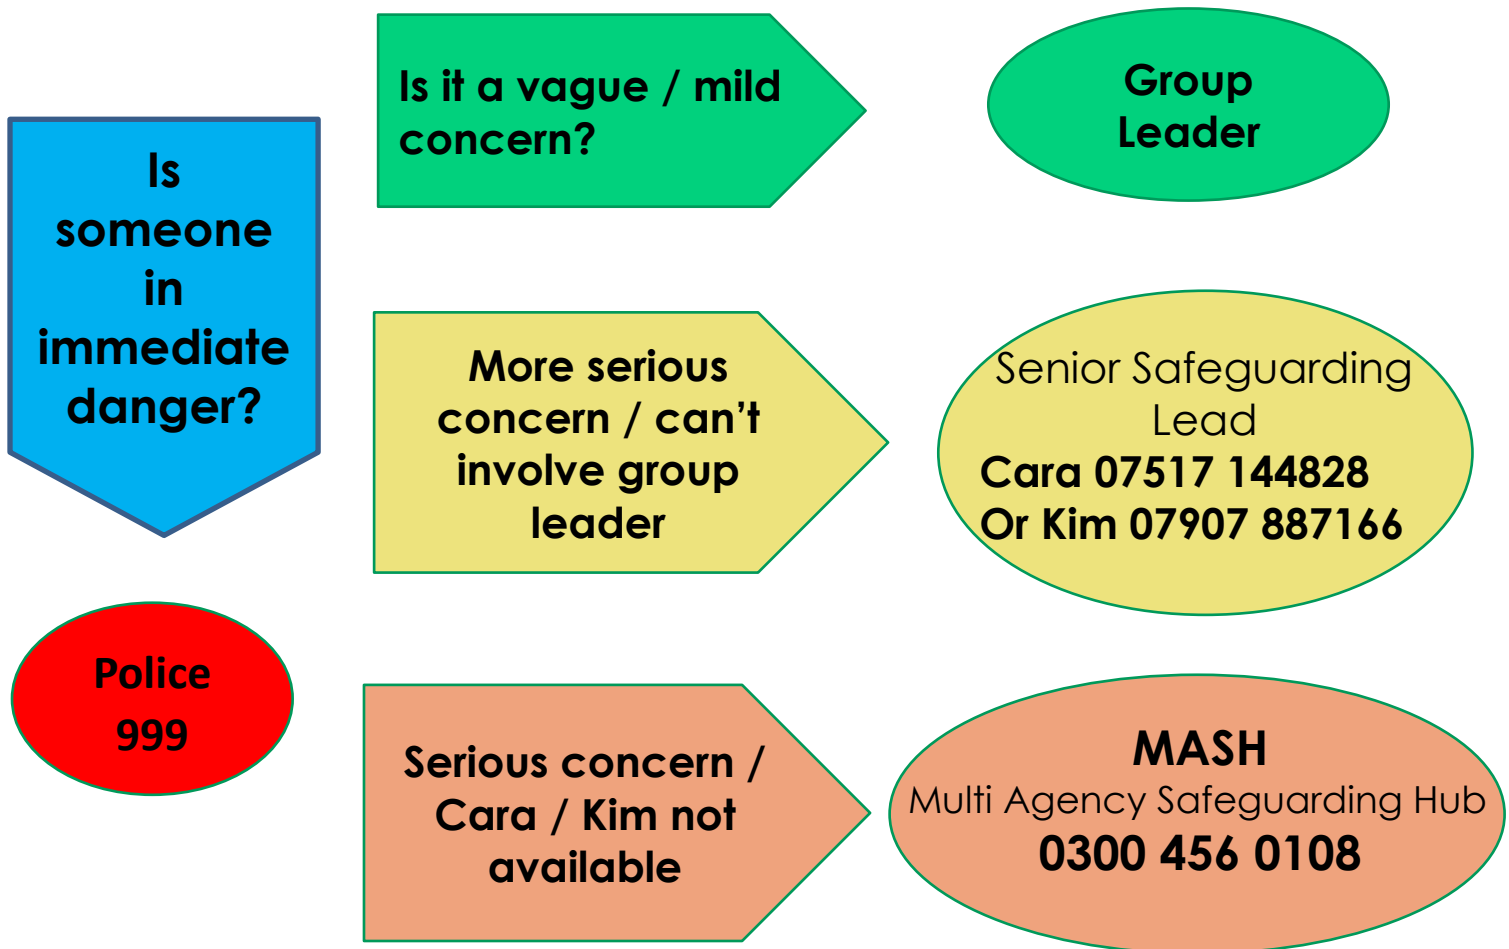 Is
someone
in
immediate
danger?
Police
999
Is it a vague / mild
concern?
Group
Leader
More serious
concern / can’t
involve group
leader
Senior Safeguarding
Lead
Cara 07517 144828
Or Kim 07907 887166
Serious concern /
Cara / Kim not
available
MASH
Multi Agency Safeguarding Hub
0300 456 0108